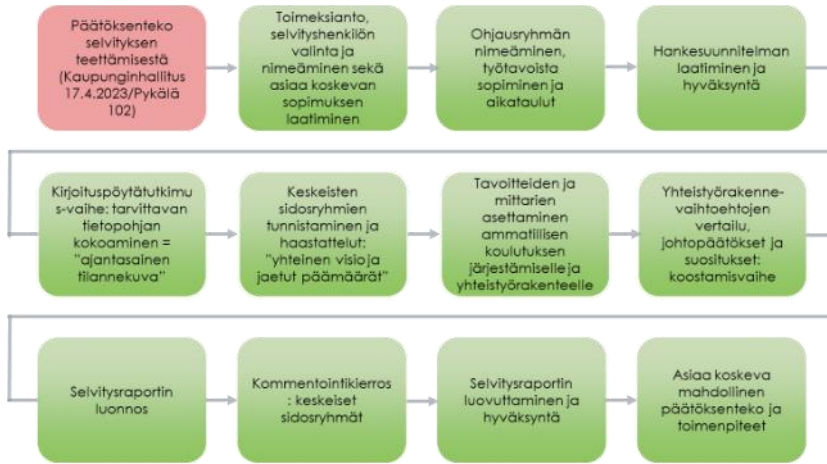 Päätöksenteko
selvityksen
teettämisestä
(Kaupunginhallitus
17.4.2023/Pykälä
102)
Toimeksianto,
selvityshenkilön
valinta ja
nimeäminen sekä
asiaa koskevan
sopimuksen
laatiminen
Ohjausryhmän
nimeäminen,
työtavoista
sopiminen ja
aikataulut
Hankesuunnitelman
laatiminen ja
hyväksyntä
Kirjoituspöytätutkimu
s-vaihe: tarvittavan
tietopohjan
kokoaminen =
"ajantasainen
tilannekuva"
Keskeisten
sidosryhmien
tunnistaminen ja
haastattelut:
"yhteinen visio ja
jaetut päämäärät"
Tavoitteiden ja
mittarien
asettaminen
ammatillisen
koulutuksen
järjestämiselle ja
yhteistyörakenteelle
Yhteistyörakenne-
vaihtoehtojen
vertailu,
johtopäätökset ja
suositukset:
koostamisvaihe
Selvitysraportin
luonnos
Kommentointikierros
: keskeiset
sidosryhmät
Selvitysraportin
luovuttaminen ja
hyväksyntä
Asiaa koskeva
mahdollinen
päätöksenteko ja
toimenpiteet